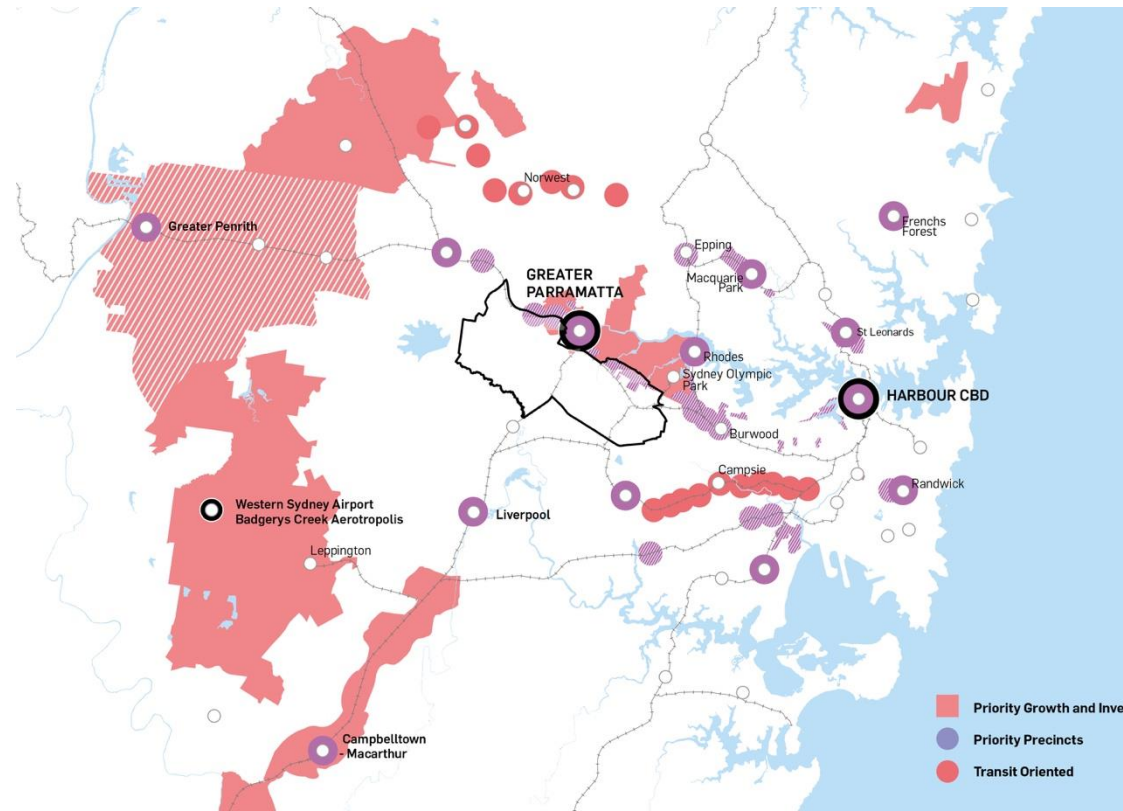 Norwest
Greater Penrith
Frenchs
Forest
Epping
Macquarie
Park
GREATER
PARRAMATTA
St Leonards
Rhodes
Sydney Olympic
Park
HARBOUR CBD
Burwood
Campsie
Randwick
Western Sydney Airport
Badgerys Creek Aerotropolis
Liverpool
Leppington
Campbelltown
- Macarthur
Priority Growth and Inve
Priority Precincts
Transit Oriented